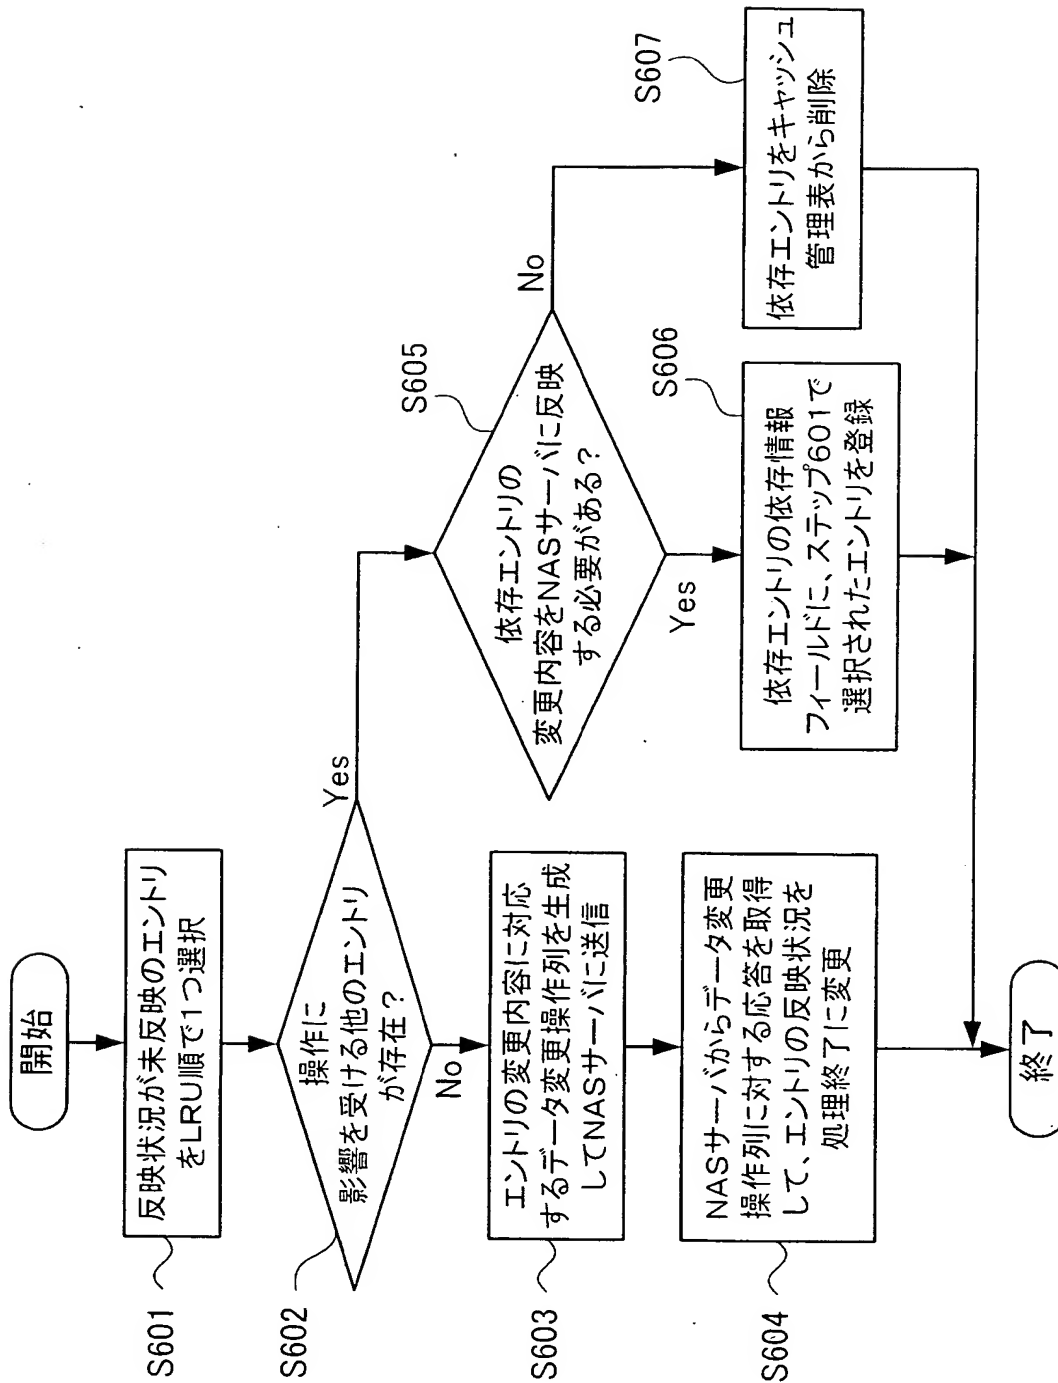 開始
S601
反映状況が未反映のエントリ
をLRU順で1つ選択
S602
操作に
影響を受ける他のエントリ
が存在？
Yes
No
S603
エントリの変更内容に対応
するデータ変更操作列を生成
してNASサーバに送信
S604
NASサーバからデータ変更
操作列に対する応答を取得
して、エントリの反映状況を
処理終了に変更
S605
依存エントリの
変更内容をNASサーバに反映
する必要がある？
No
Yes
S606
依存エントリの依存情報
フィールドに、ステップ601で
選択されたエントリを登録
S607
依存エントリをキャッシュ
管理表から削除
終了